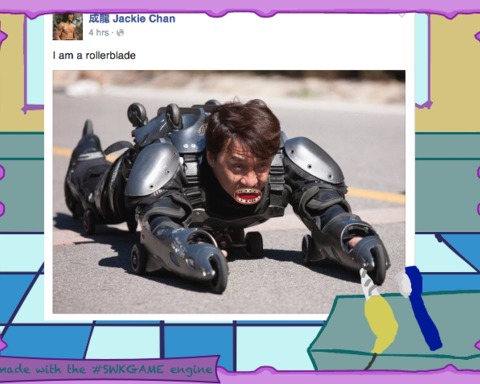 成龍 Jackie Chan
4 hrs ·
I am a rollerblade
made with the #SWKGAME engine